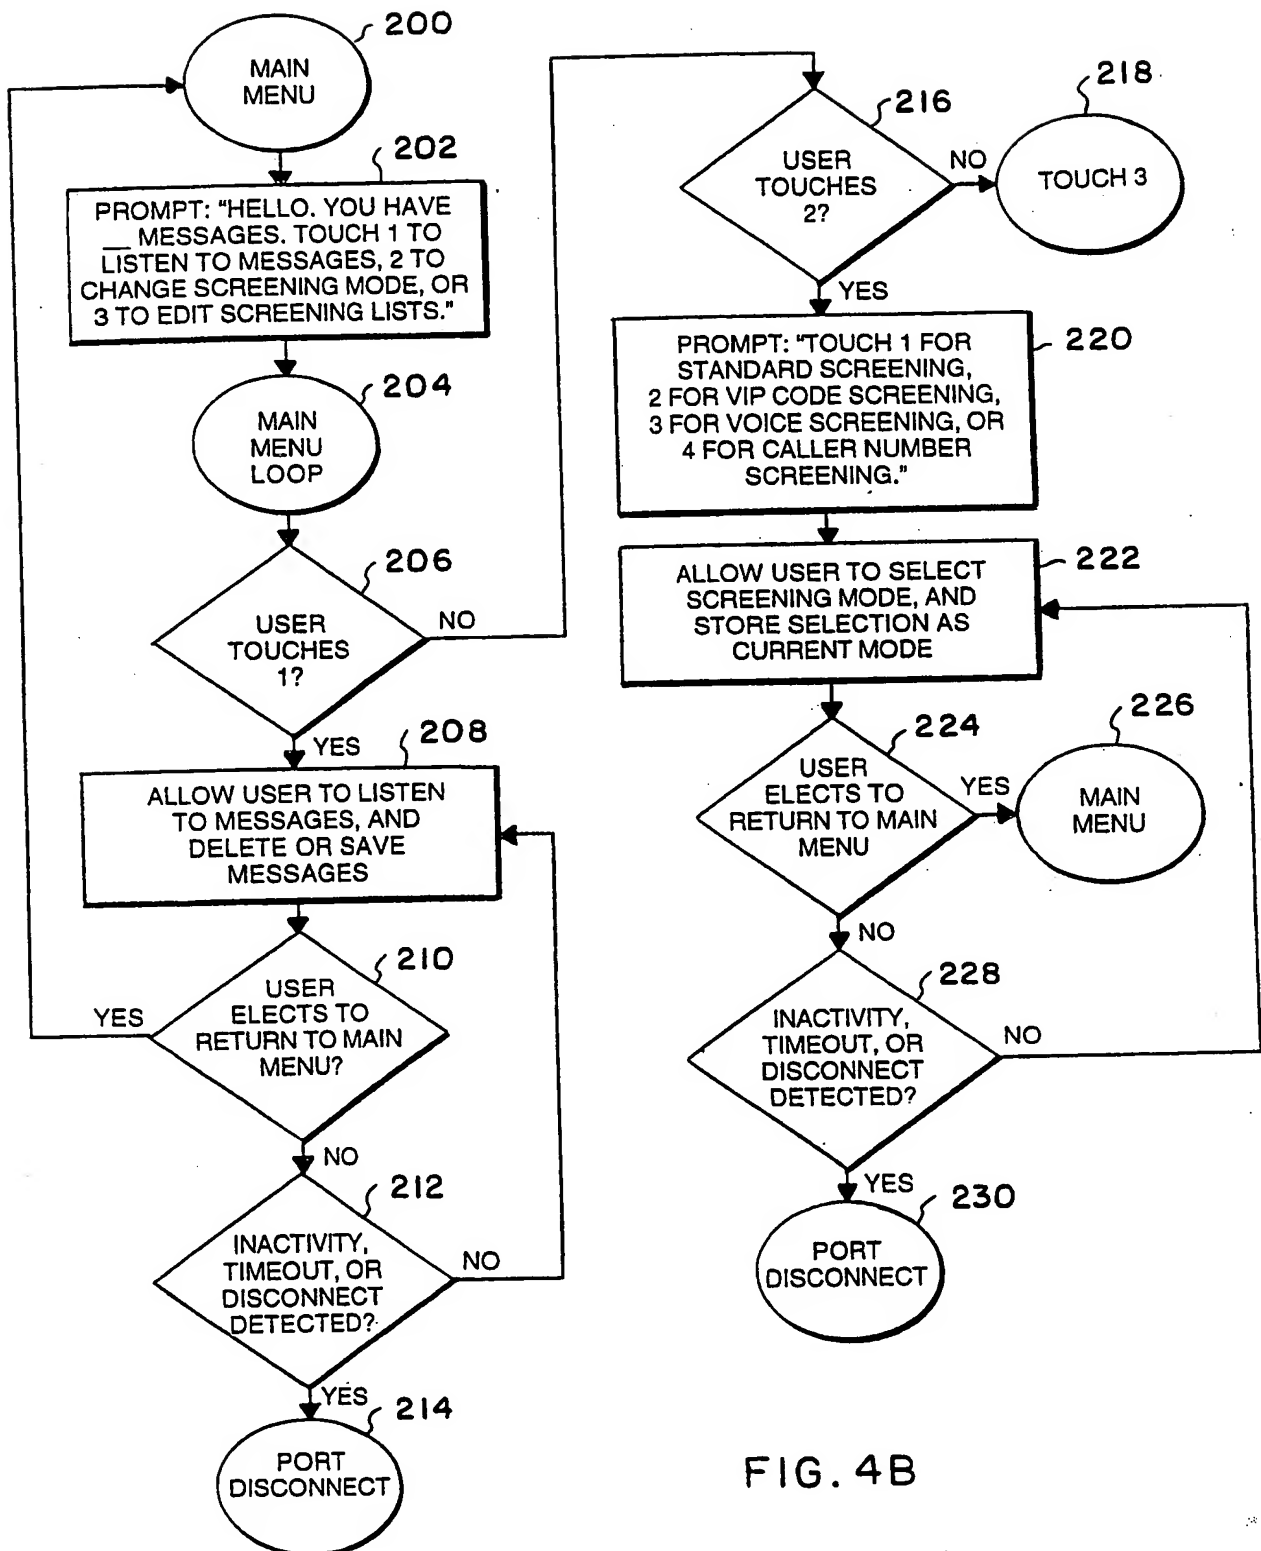 200
MAIN
MENU
202
PROMPT: "HELLO. YOU HAVE
__ MESSAGES. TOUCH 1 TO
LISTEN TO MESSAGES, 2 TO
CHANGE SCREENING MODE, OR
3 TO EDIT SCREENING LISTS."
204
MAIN
MENU
LOOP
206
USER
TOUCHES
1?
NO
YES
208
ALLOW USER TO LISTEN
TO MESSAGES, AND
DELETE OR SAVE
MESSAGES
210
USER
ELECTS TO
RETURN TO MAIN
MENU?
YES
NO
212
INACTIVITY,
TIMEOUT, OR
DISCONNECT
DETECTED?
NO
YES
214
PORT
DISCONNECT
216
USER
TOUCHES
2?
NO
218
TOUCH 3
YES
220
PROMPT: "TOUCH 1 FOR
STANDARD SCREENING,
2 FOR VIP CODE SCREENING,
3 FOR VOICE SCREENING, OR
4 FOR CALLER NUMBER
SCREENING."
222
ALLOW USER TO SELECT
SCREENING MODE, AND
STORE SELECTION AS
CURRENT MODE
224
USER
ELECTS TO
RETURN TO MAIN
MENU
YES
226
MAIN
MENU
NO
228
INACTIVITY,
TIMEOUT, OR
DISCONNECT
DETECTED?
NO
YES
230
PORT
DISCONNECT
FIG. 4B